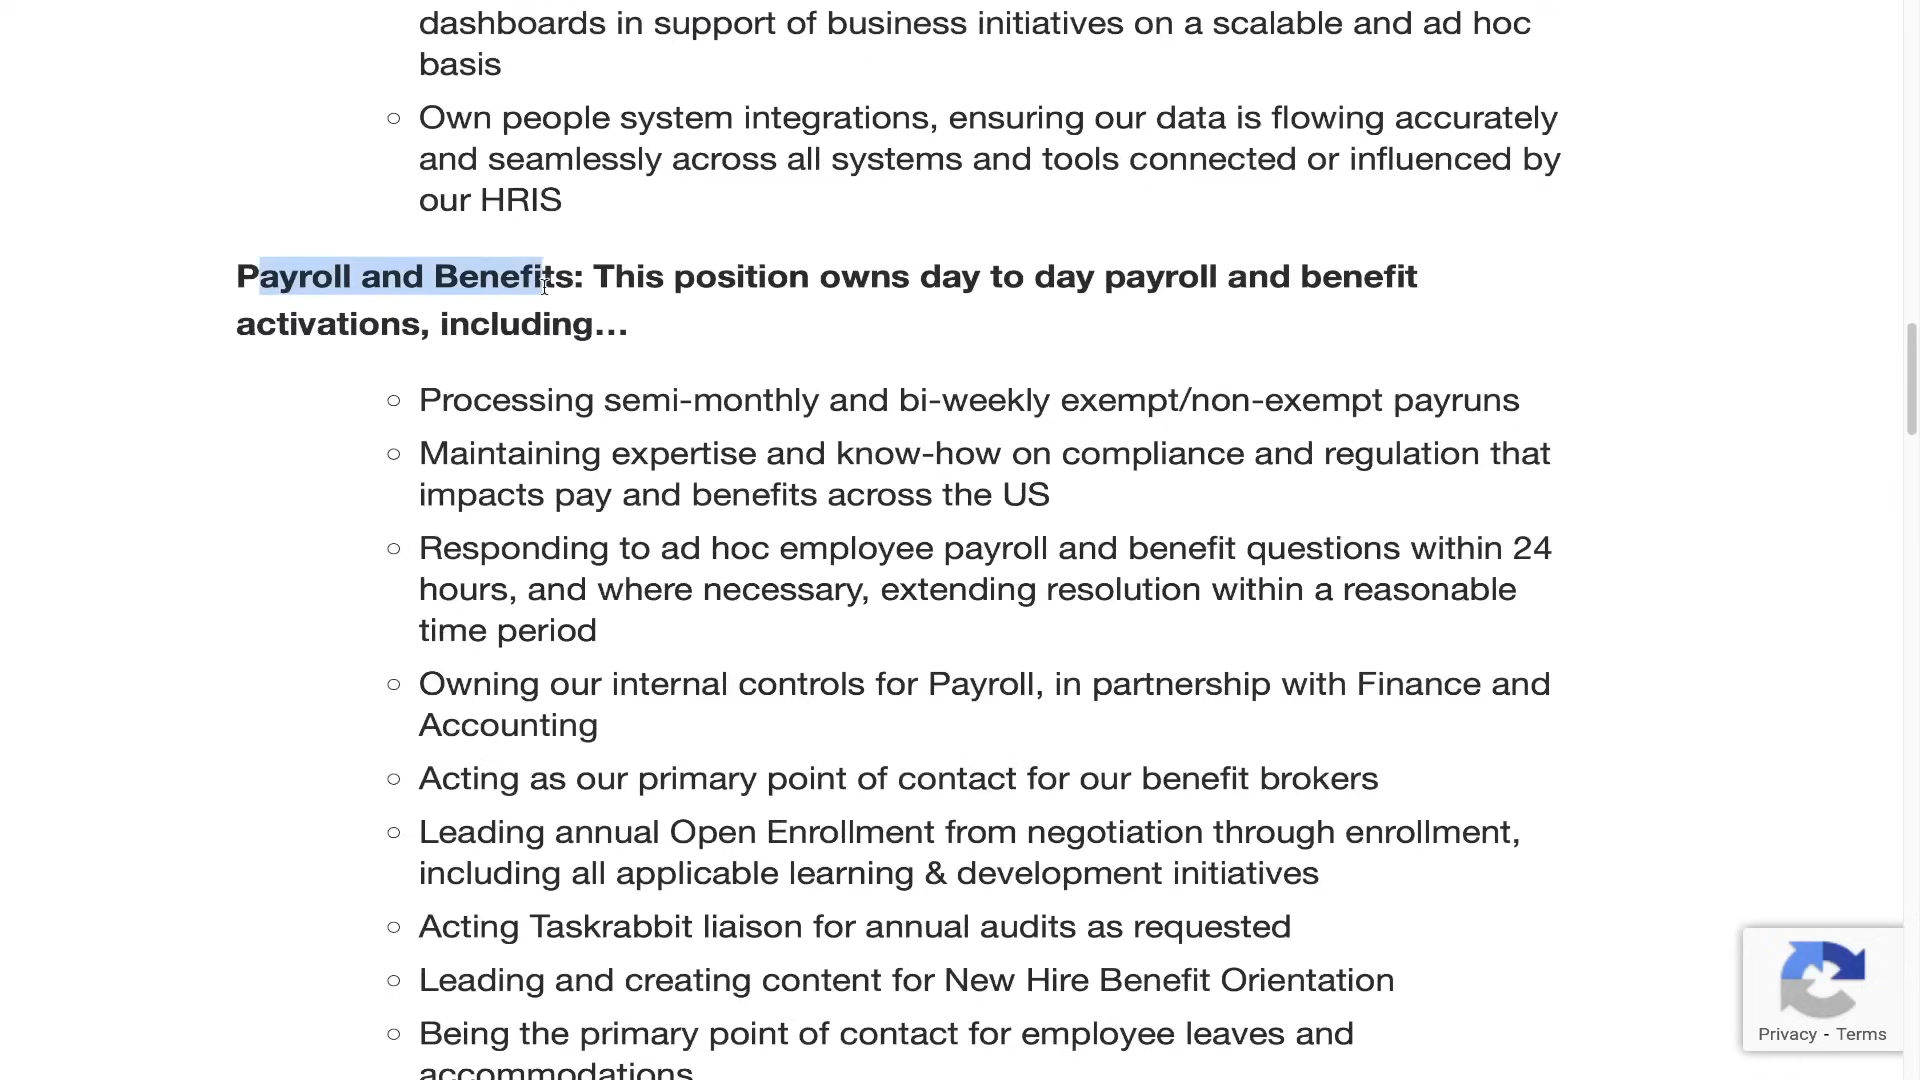 dashboards in support of business initiatives on a scalable and ad hoc
basis
Own people system integrations, ensuring our data is flowing accurately
and seamlessly across all systems and tools connected or influenced by
our HRIS
Payroll and Benefits: This position owns day to day payroll and benefit
activations, including...
Processing semi-monthly and bi-weekly exempt/non-exempt payruns
Maintaining expertise and know-how on compliance and regulation that
impacts pay and benefits across the US
Responding to ad hoc employee payroll and benefit questions within 24
hours, and where necessary, extending resolution within a reasonable
time period
Owning our internal controls for Payroll, in partnership with Finance and
Accounting
Acting as our primary point of contact for our benefit brokers
Leading annual Open Enrollment from negotiation through enrollment,
including all applicable learning & development initiatives
Acting Taskrabbit liaison for annual audits as requested
Leading and creating content for New Hire Benefit Orientation
Being the primary point of contact for employee leaves and
accommodations
Privacy - Terms